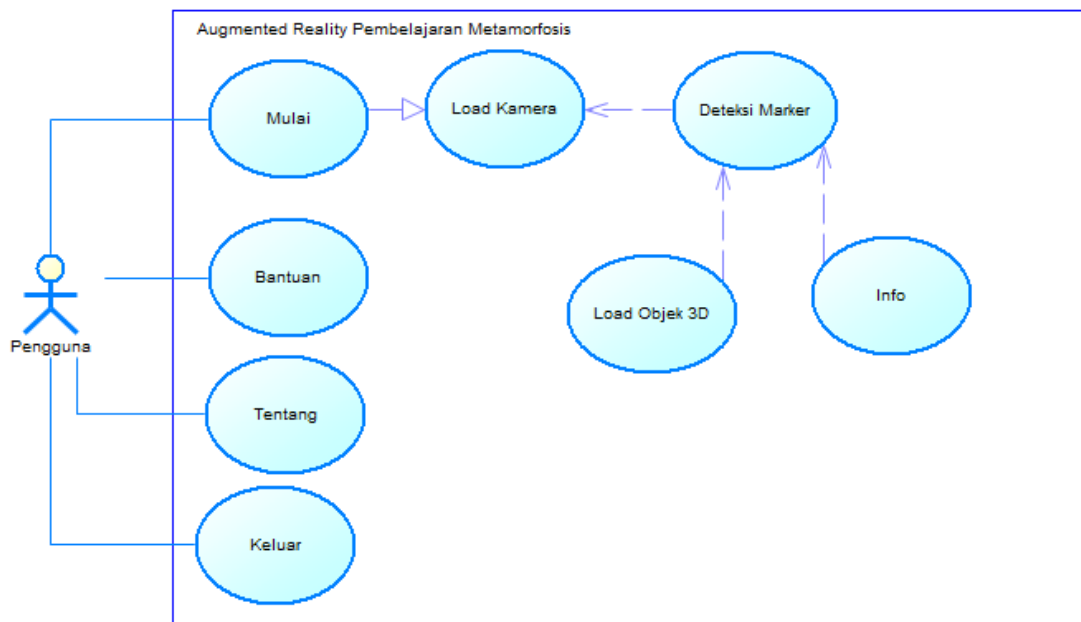 Augmented Reality Pembelajaran Metamorfosis
Mulai
Load Kamera
Deteksi Marker
Bantuan
Load Objek 3D
Info
Pengguna
Tentang
Keluar